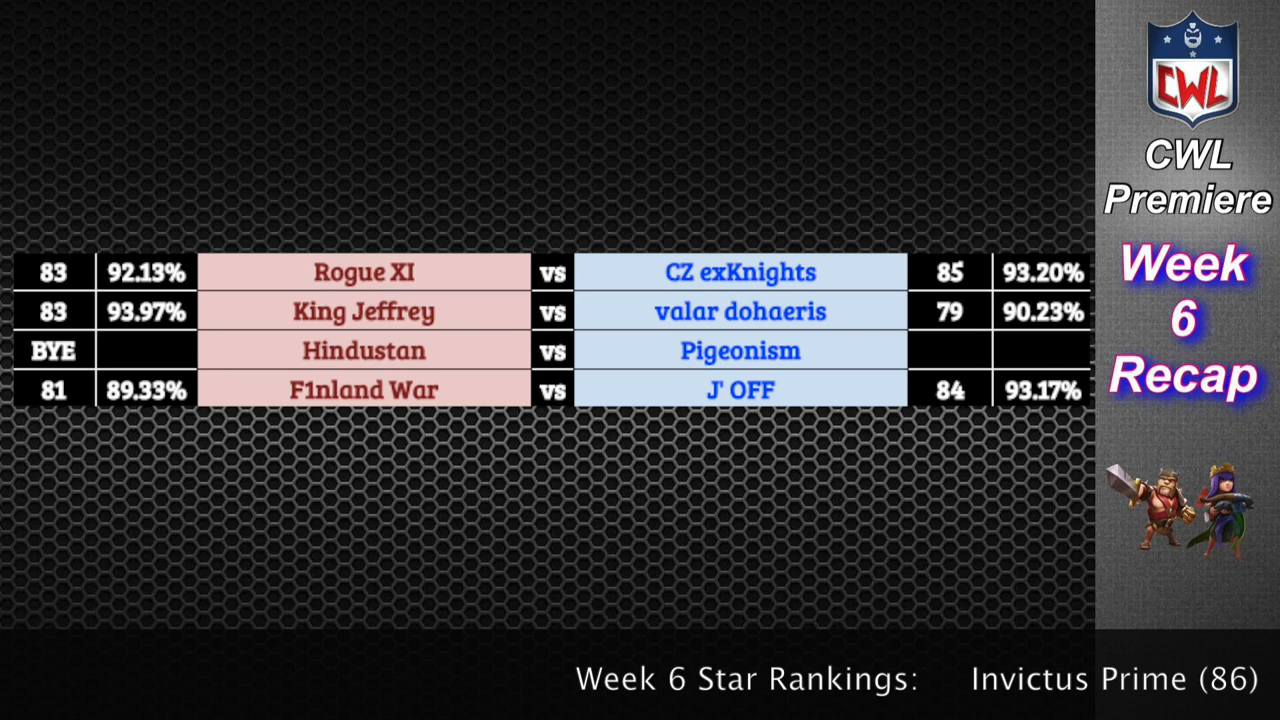 CWL
CWL
Premiere
Week
6
Recap
83 92.13% Rogue XI vs CZ exKnights 85 93.20%
83 93.97% King Jeffrey vs valar dohaeris 79 90.23%
BYE Hindustan vs Pigeonism
81 89.33% F1nland War vs J' OFF 84 93.17%
Week 6 Star Rankings: Invictus Prime (86)